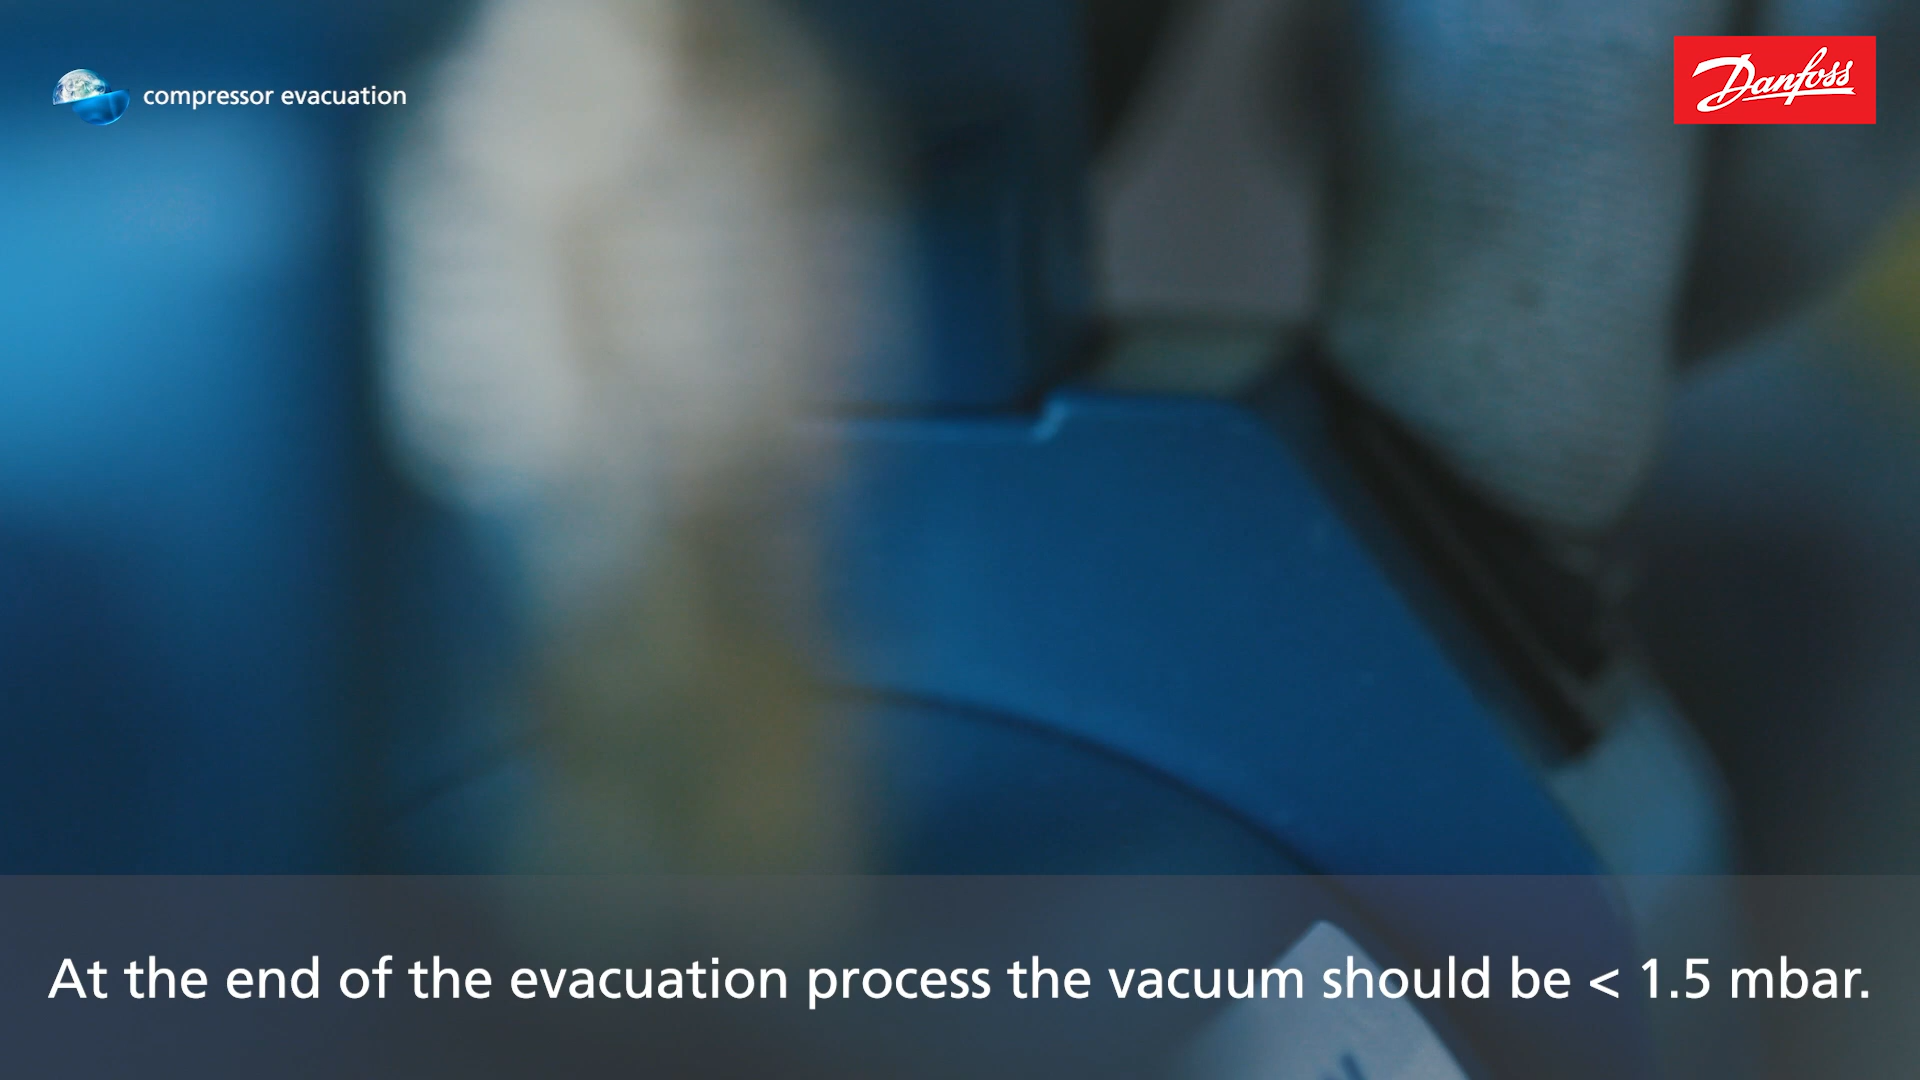 compressor evacuation
Danfoss
At the end of the evacuation process the vacuum should be < 1.5 mbar.